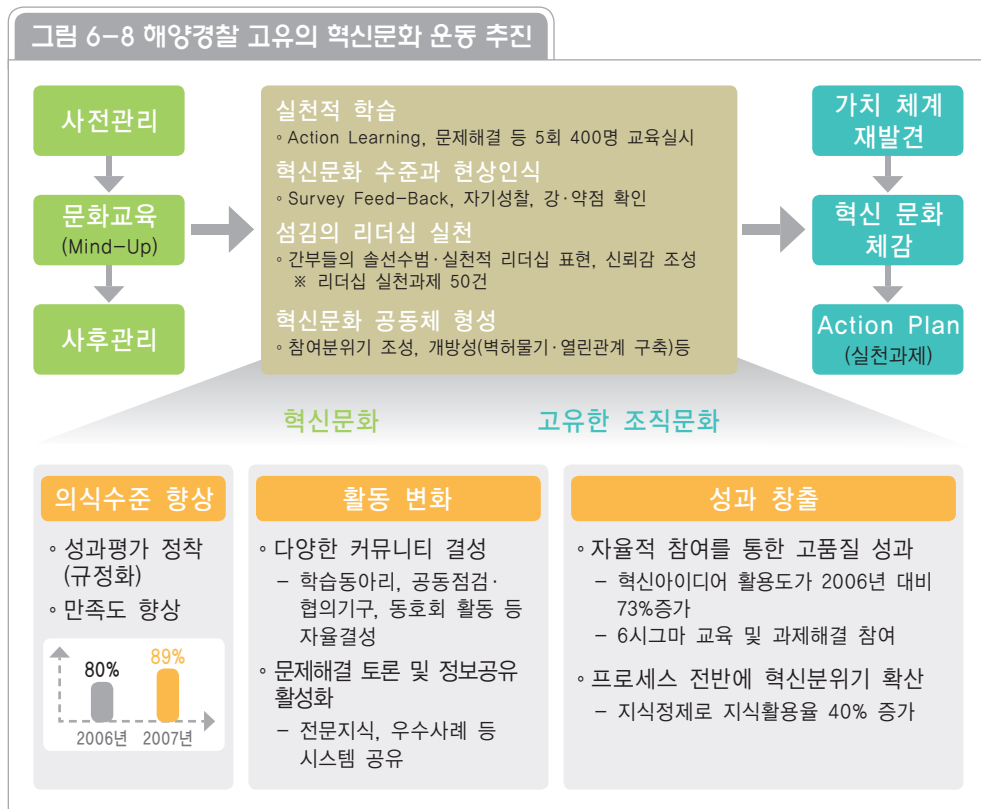 그림 6-8 해양경찰 고유의 혁신문화 운동 추진
사전관리
문화교육
(Mind-Up)
사후관리
실천적 학습
◦ Action Learning, 문제해결 등 5회 400명 교육실시
혁신문화 수준과 현상인식
◦ Survey Feed-Back, 자기성찰, 강·약점 확인
섬김의 리더십 실천
◦ 간부들의 솔선수범·실천적 리더십 표현, 신뢰감 조성
※ 리더십 실천과제 50건
혁신문화 공동체 형성
◦ 참여분위기 조성, 개방성(벽허물기·열린관계 구축)등
가치 체계
재발견
혁신 문화
체감
Action Plan
(실천과제)
혁신문화
고유한 조직문화
의식수준 향상
◦ 성과평가 정착
(규정화)
◦ 만족도 향상
80%
89%
2006년
2007년
활동 변화
◦ 다양한 커뮤니티 결성
- 학습동아리, 공동점검·
협의기구, 동호회 활동 등
자율결성
◦ 문제해결 토론 및 정보공유
활성화
- 전문지식, 우수사례 등
시스템 공유
성과 창출
◦ 자율적 참여를 통한 고품질 성과
- 혁신아이디어 활용도가 2006년 대비
73%증가
- 6시그마 교육 및 과제해결 참여
◦ 프로세스 전반에 혁신분위기 확산
- 지식정제로 지식활용율 40% 증가